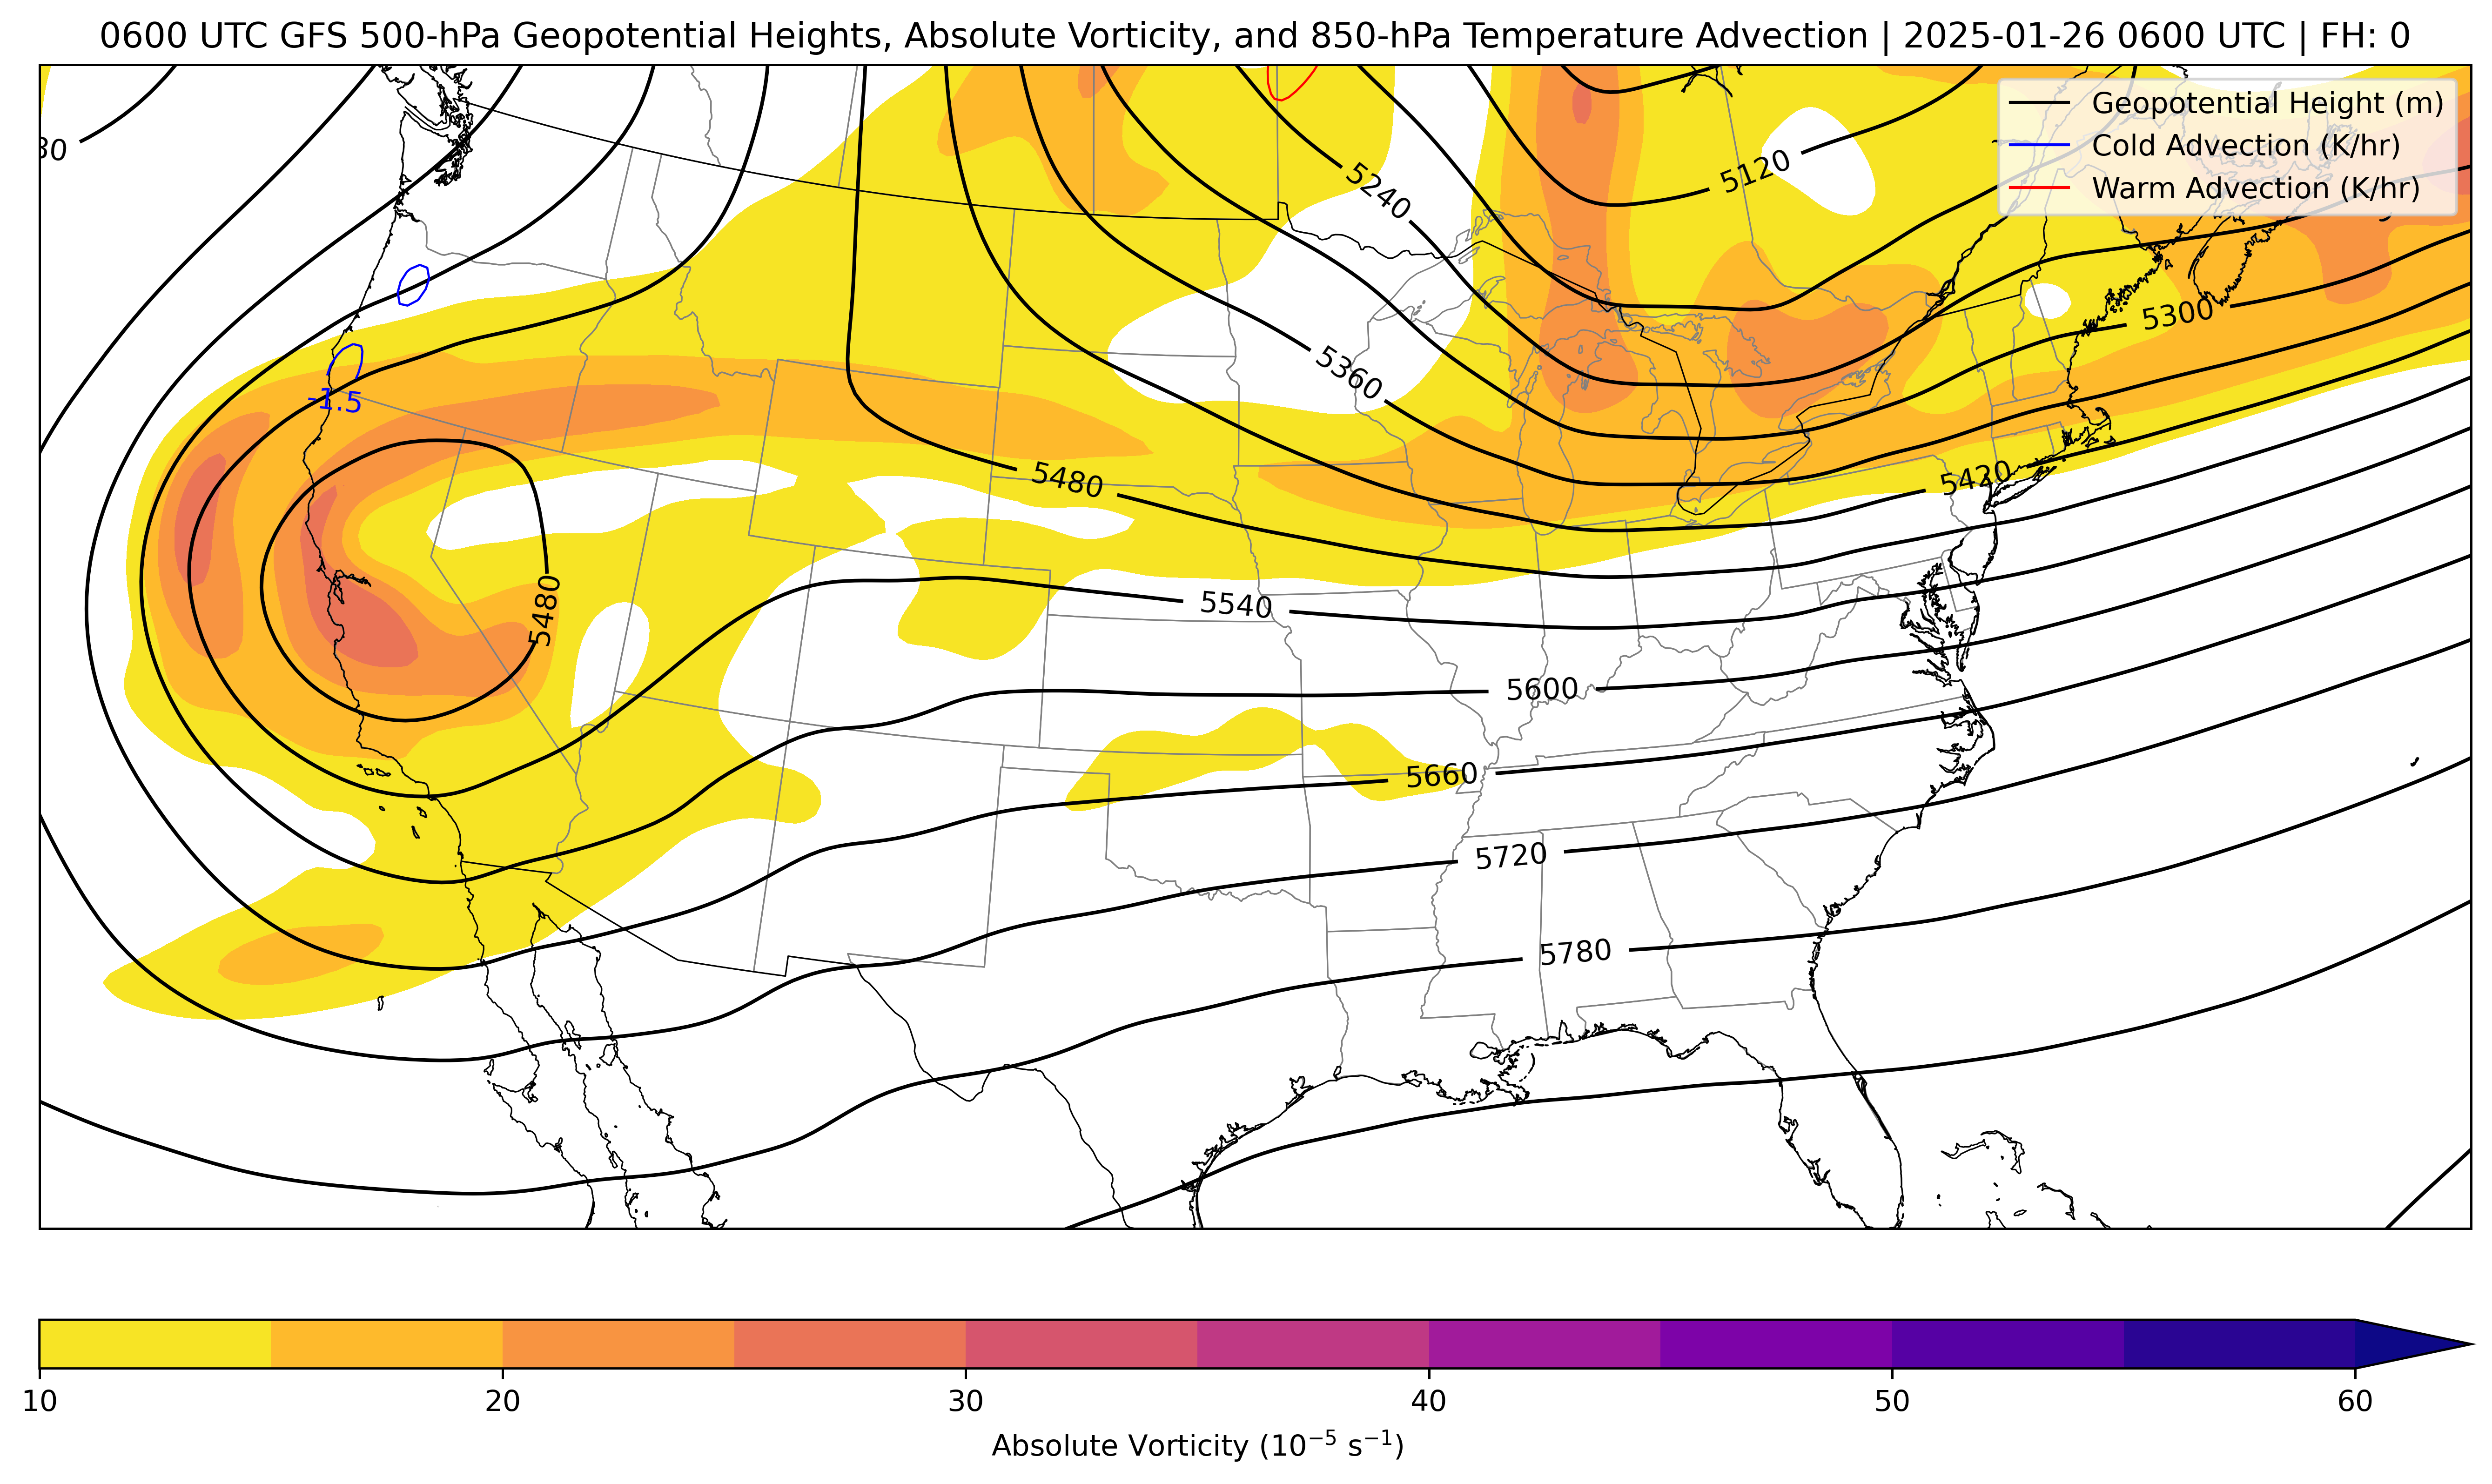 0600 UTC GFS 500-hPa Geopotential Heights, Absolute Vorticity, and 850-hPa Temperature Advection | 2025-01-26 0600 UTC | FH: 0
Geopotential Height (m)
Cold Advection (K/hr)
Warm Advection (K/hr)
80
5120
5240
5300
5360
-1.5
5480
5420
5480
5540
5600
5660
5720
5780
10 20 30 40 50 60
Absolute Vorticity (10⁻⁵ s⁻¹)